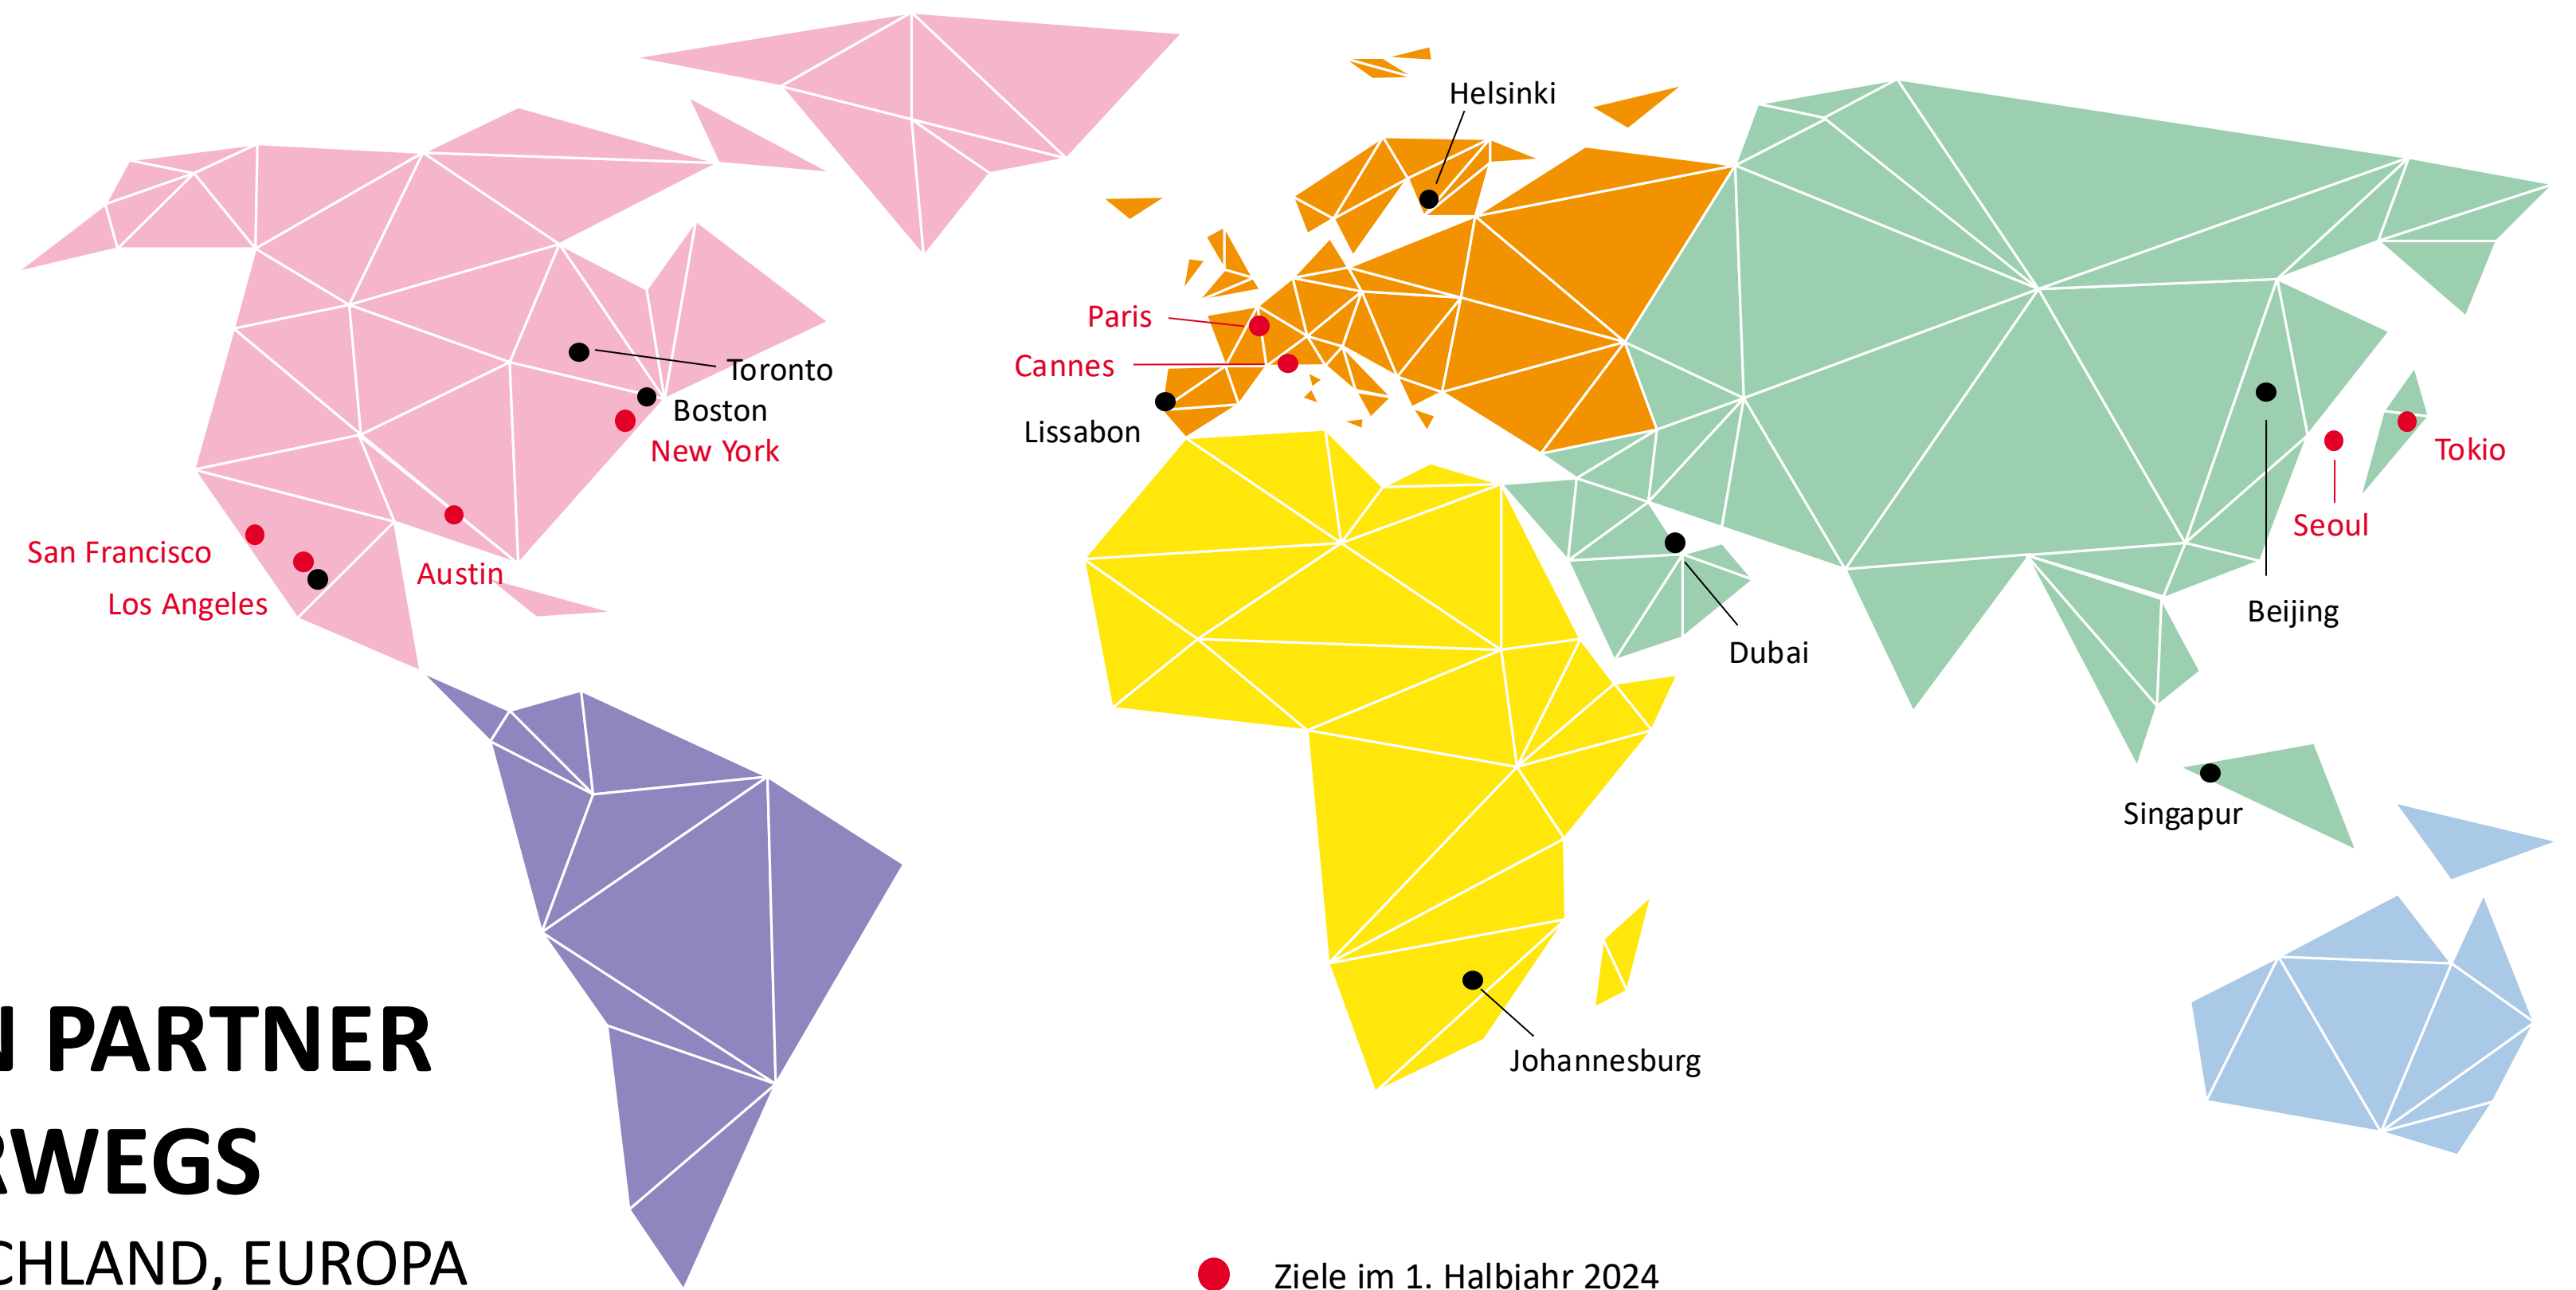 Helsinki
Paris
Cannes
Lissabon
Toronto
Boston
New York
San Francisco
Los Angeles
Austin
Tokio
Seoul
Beijing
Dubai
Singapur
Johannesburg
N PARTNER
RWEGS
CHLAND, EUROPA
Ziele im 1. Halbjahr 2024